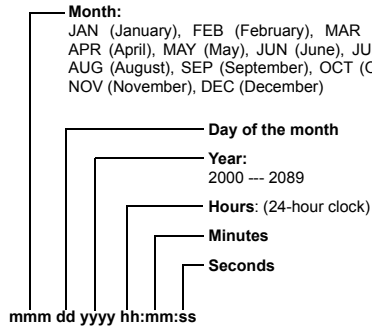 Month:
JAN (January), FEB (February), MAR
APR (April), MAY (May), JUN (June),
AUG (August), SEP (September), OCT
NOV (November), DEC (December)
Day of the month
Year:
2000 --- 2089
Hours: (24-hour clock)
Minutes
Seconds
mmm dd yyyy hh:mm:ss